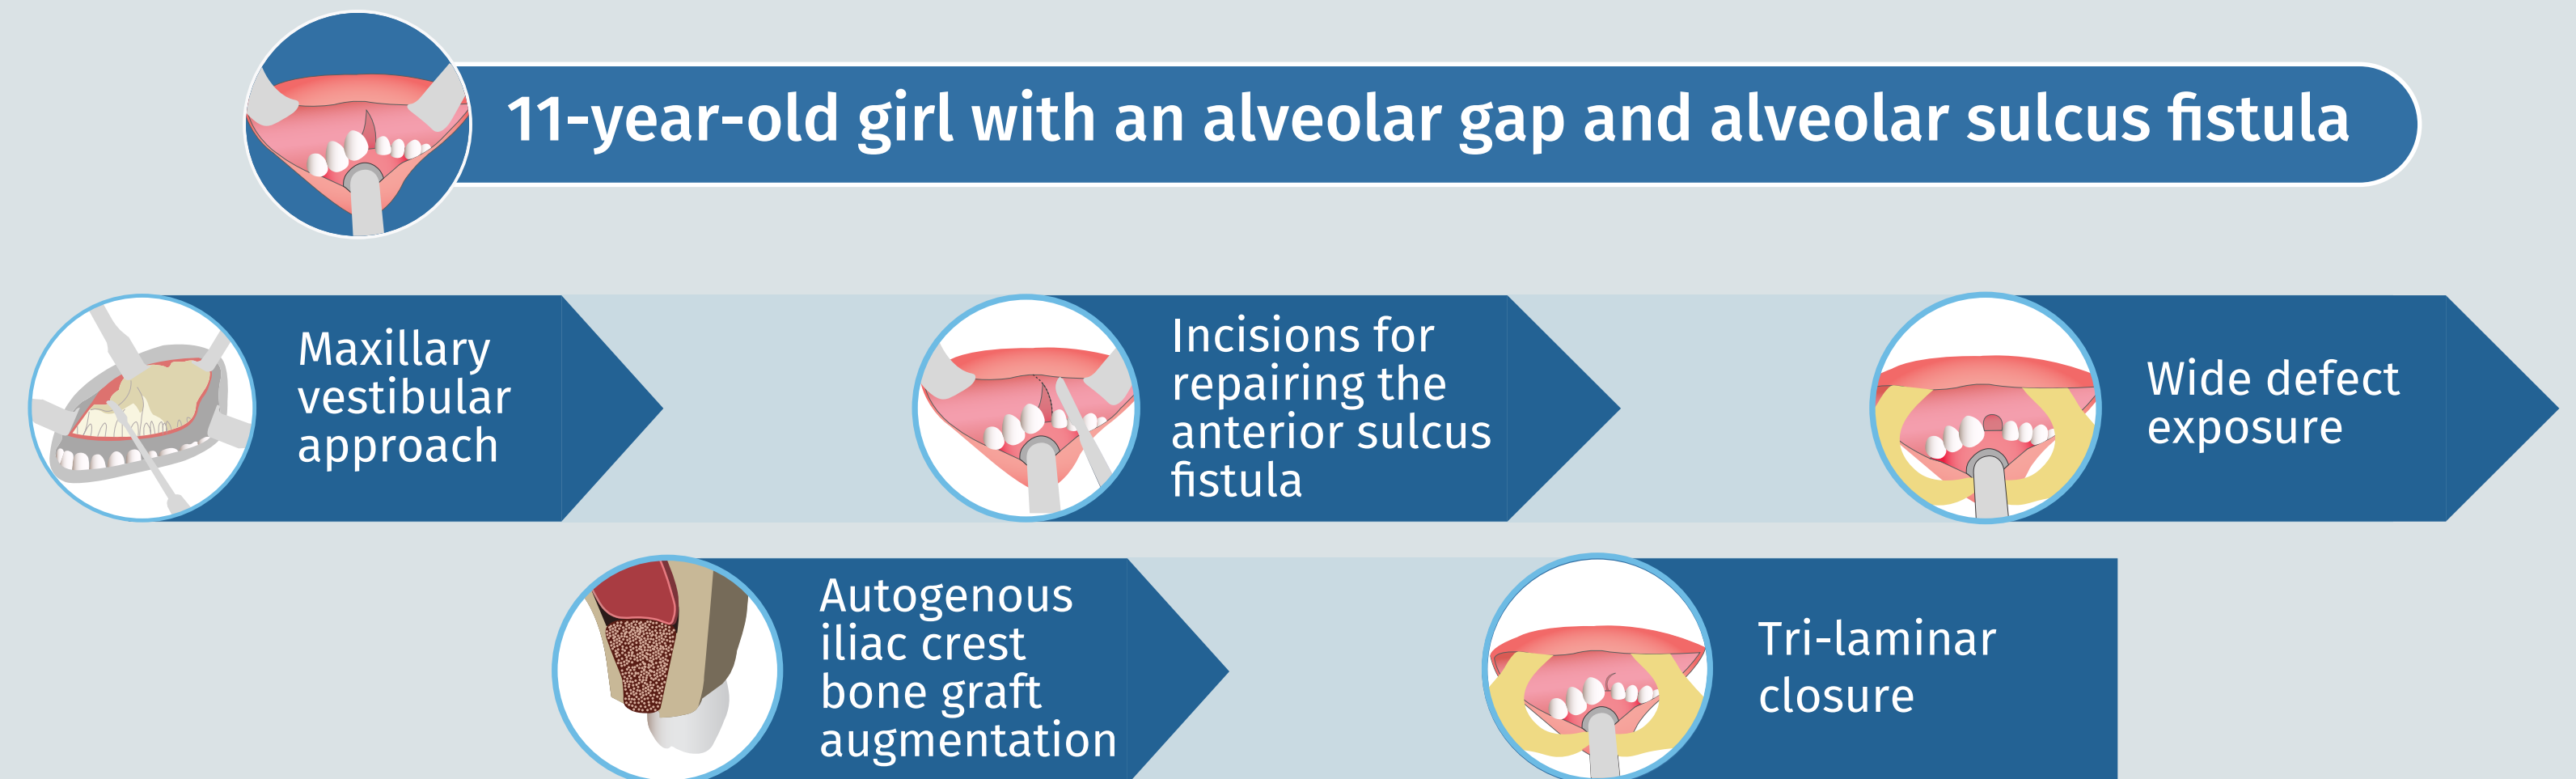 11-year-old girl with an alveolar gap and alveolar sulcus fistula
Maxillary
vestibular
approach
Incisions for
repairing the
anterior sulcus
fistula
Wide defect
exposure
Autogenous
iliac crest
bone graft
augmentation
Tri-laminar
closure